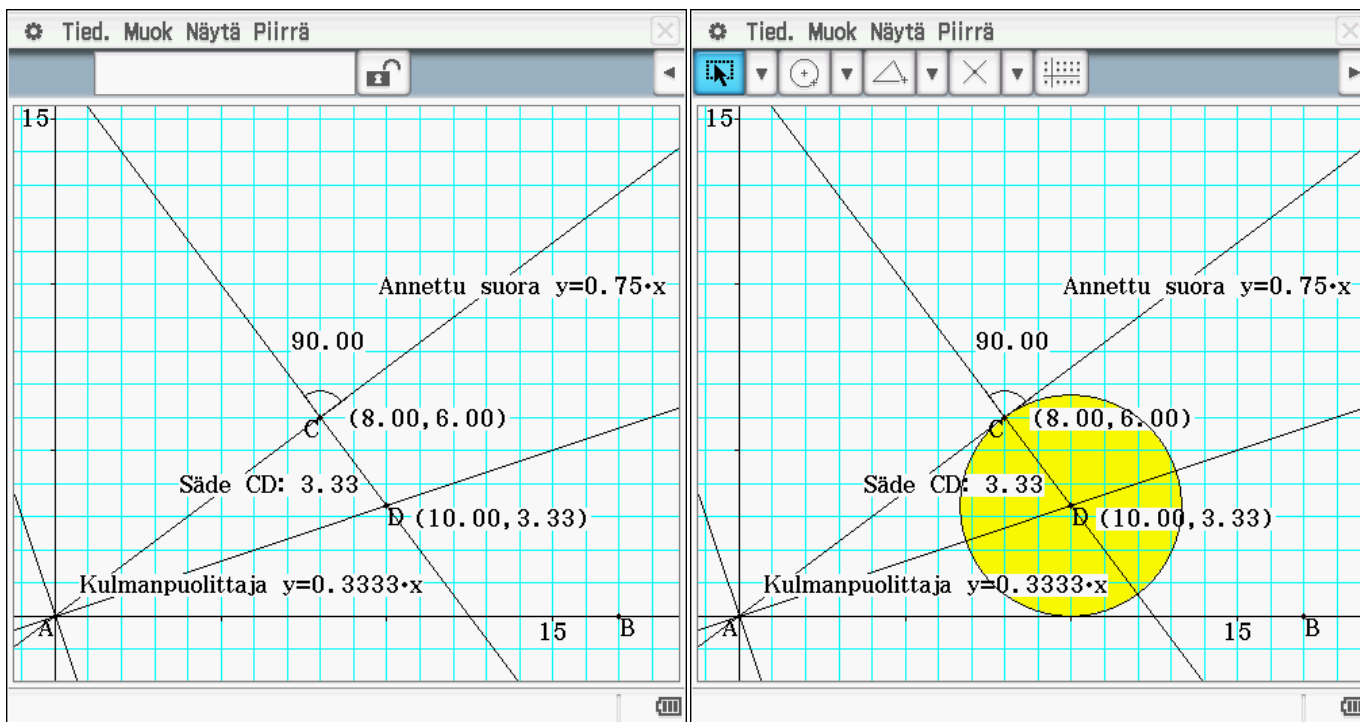 Tied. Muok Näytä Piirrä
15
Annettu suora y=0.75·x
90.00
C
(8.00,6.00)
Säde CD: 3.33
D (10.00,3.33)
Kulmanpuolittaja y=0.3333·x
A
15
B
Tied. Muok Näytä Piirrä
15
Annettu suora y=0.75·x
90.00
C
(8.00,6.00)
Säde CD: 3.33
D (10.00,3.33)
Kulmanpuolittaja y=0.3333·x
A
15
B